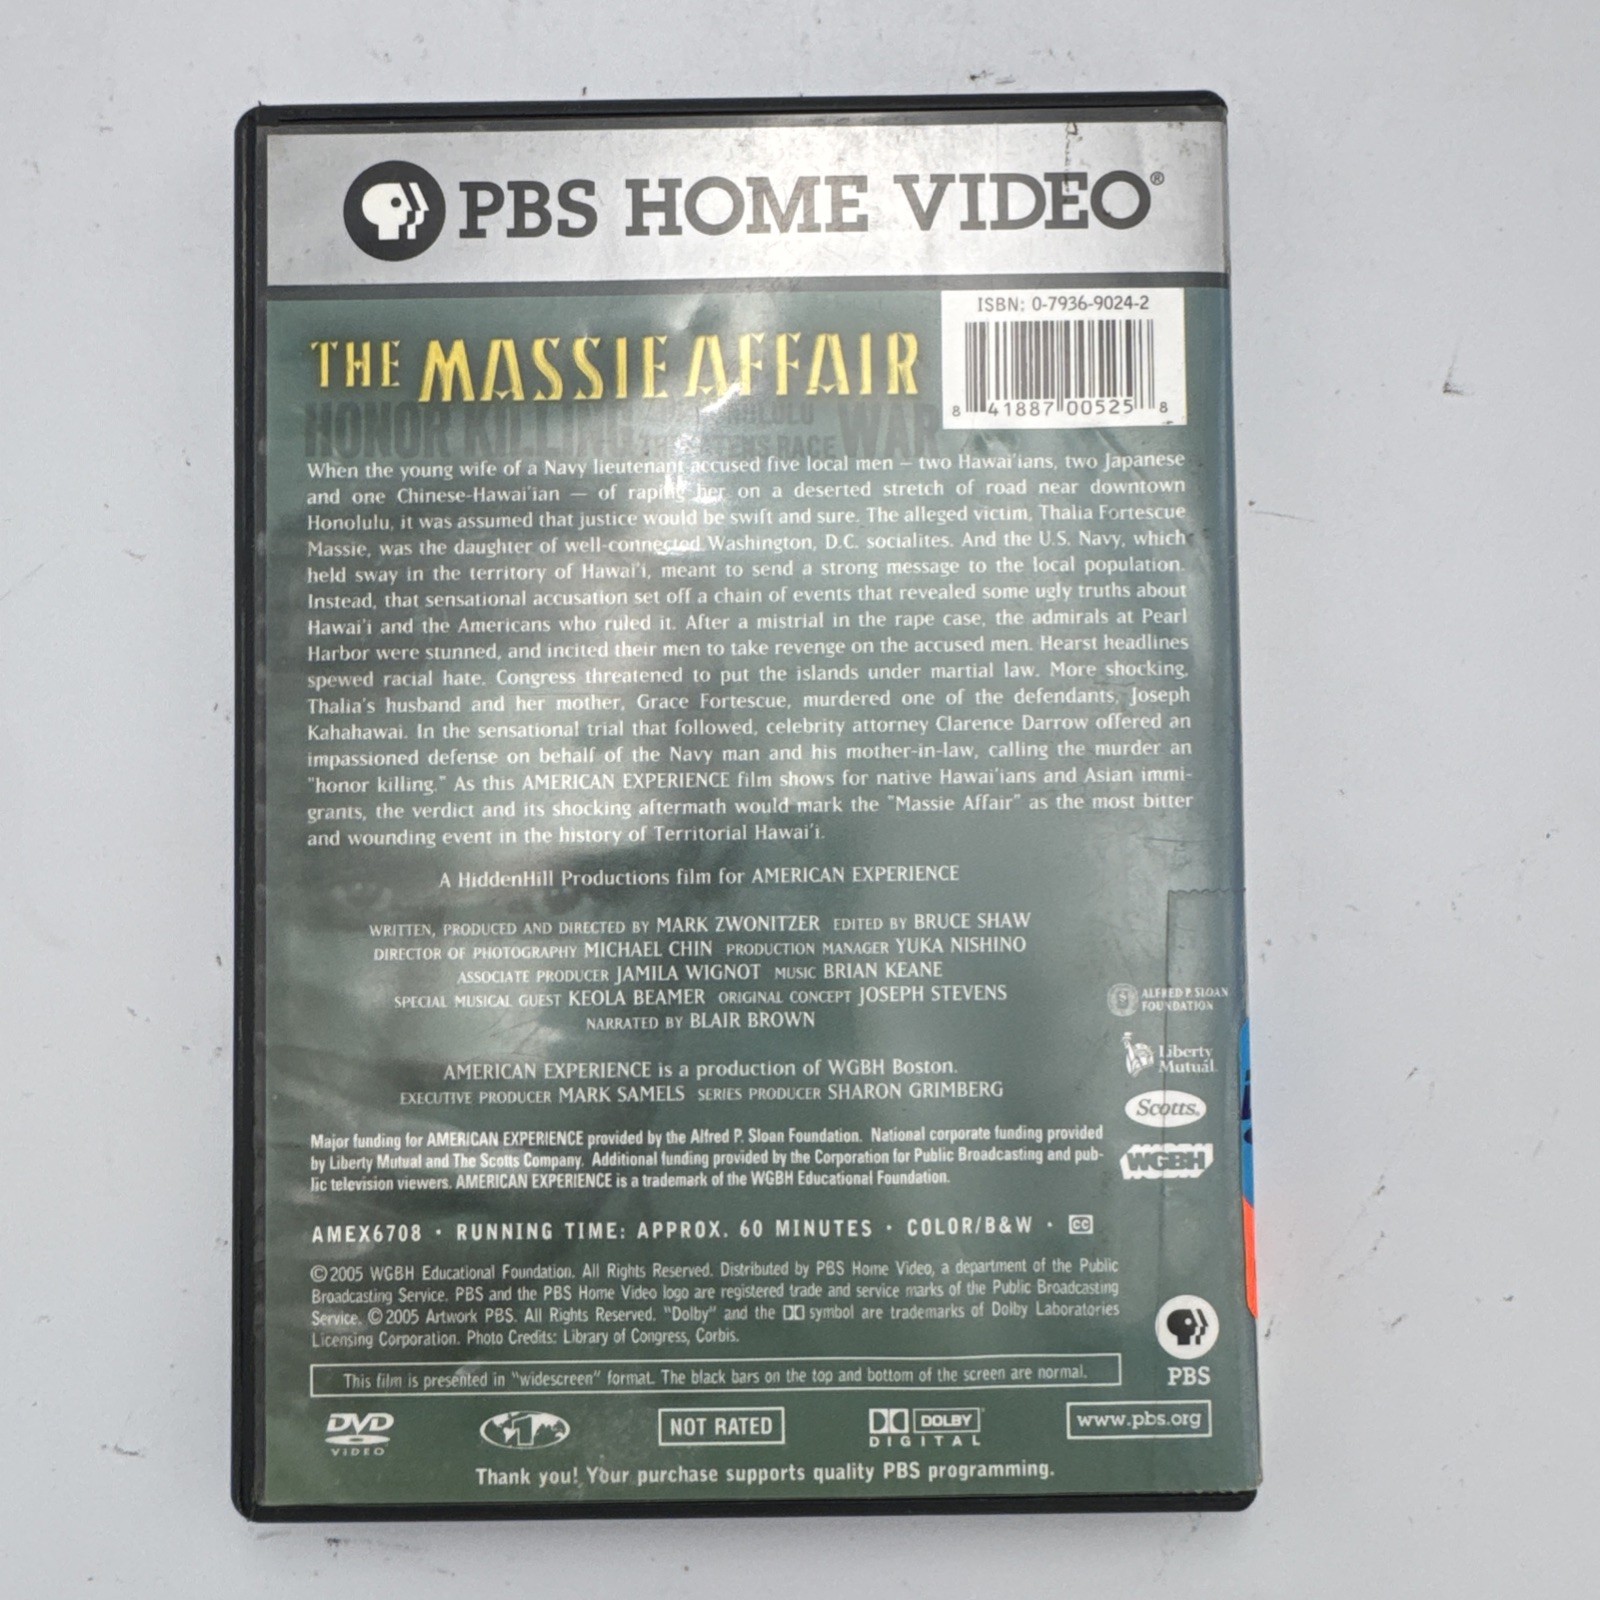 PBS HOME VIDEO®
ISBN: 0-7936-9024-2
THE MASSIE AFFAIR
8 41887 00525 8
HONOR KILLING HONOLULU
THREATENS RACE WAR
When the young wife of a Navy lieutenant accused five local men – two Hawai'ians, two Japanese
and one Chinese-Hawai'ian — of raping her on a deserted stretch of road near downtown
Honolulu, it was assumed that justice would be swift and sure. The alleged victim, Thalia Fortescue
Massie, was the daughter of well-connected Washington, D.C. socialites. And the U.S. Navy, which
held sway in the territory of Hawai'i, meant to send a strong message to the local population.
Instead, that sensational accusation set off a chain of events that revealed some ugly truths about
Hawai'i and the Americans who ruled it. After a mistrial in the rape case, the admirals at Pearl
Harbor were stunned, and incited their men to take revenge on the accused men. Hearst headlines
spewed racial hate. Congress threatened to put the islands under martial law. More shocking,
Thalia's husband and her mother, Grace Fortescue, murdered one of the defendants, Joseph
Kahahawai. In the sensational trial that followed, celebrity attorney Clarence Darrow offered an
impassioned defense on behalf of the Navy man and his mother-in-law, calling the murder an
"honor killing." As this AMERICAN EXPERIENCE film shows for native Hawai'ians and Asian immi-
grants, the verdict and its shocking aftermath would mark the "Massie Affair" as the most bitter
and wounding event in the history of Territorial Hawai'i.
A HiddenHill Productions film for AMERICAN EXPERIENCE
WRITTEN, PRODUCED AND DIRECTED BY MARK ZWONITZER EDITED BY BRUCE SHAW
DIRECTOR OF PHOTOGRAPHY MICHAEL CHIN PRODUCTION MANAGER YUKA NISHINO
ASSOCIATE PRODUCER JAMILA WIGNOT MUSIC BRIAN KEANE
SPECIAL MUSICAL GUEST KEOLA BEAMER ORIGINAL CONCEPT JOSEPH STEVENS
NARRATED BY BLAIR BROWN
ALFRED P. SLOAN
FOUNDATION
Liberty
Mutual.
Scotts.
WGBH
AMERICAN EXPERIENCE is a production of WGBH Boston.
EXECUTIVE PRODUCER MARK SAMELS SERIES PRODUCER SHARON GRIMBERG
Major funding for AMERICAN EXPERIENCE provided by the Alfred P. Sloan Foundation. National corporate funding provided
by Liberty Mutual and The Scotts Company. Additional funding provided by the Corporation for Public Broadcasting and pub-
lic television viewers. AMERICAN EXPERIENCE is a trademark of the WGBH Educational Foundation.
AMEX6708 • RUNNING TIME: APPROX. 60 MINUTES • COLOR/B&W • CC
©2005 WGBH Educational Foundation. All Rights Reserved. Distributed by PBS Home Video, a department of the Public
Broadcasting Service. PBS and the PBS Home Video logo are registered trade and service marks of the Public Broadcasting
Service. ©2005 Artwork PBS. All Rights Reserved. "Dolby" and the symbol are trademarks of Dolby Laboratories
Licensing Corporation. Photo Credits: Library of Congress, Corbis.
PBS
This film is presented in "widescreen" format. The black bars on the top and bottom of the screen are normal.
DVD
VIDEO
1
NOT RATED
DOLBY
DIGITAL
www.pbs.org
Thank you! Your purchase supports quality PBS programming.